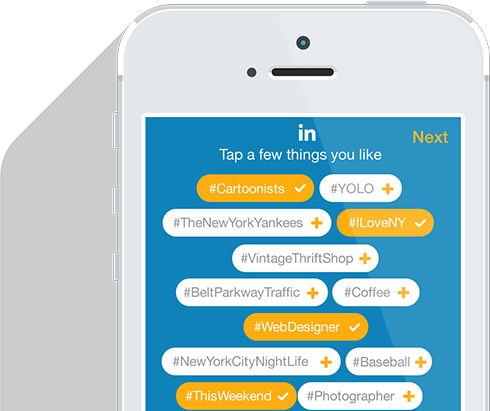 in
Next
Tap a few things you like
#Cartoonists
#YOLO
#TheNewYorkYankees
#ILoveNY
#VintageThriftShop
#BeltParkwayTraffic
#Coffee
#WebDesigner
#NewYorkCityNightLife
#Baseball
#ThisWeekend
#Photographer